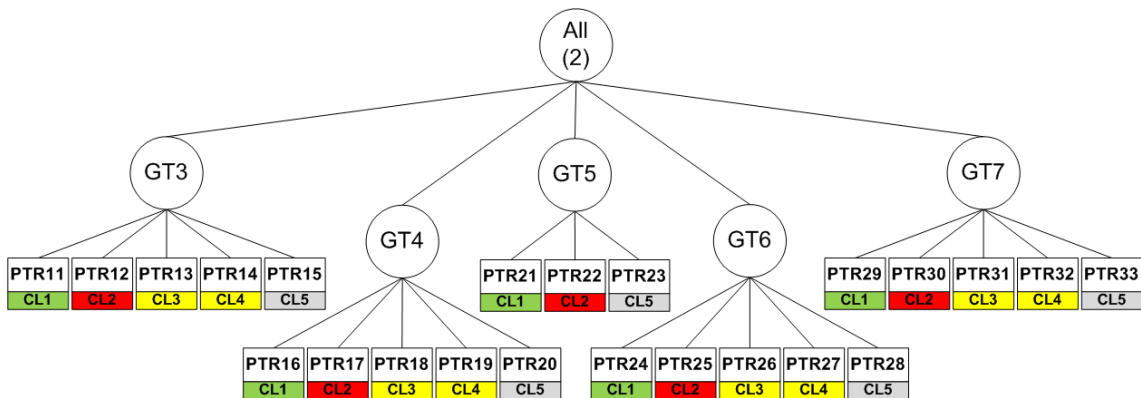 All
(2)
GT3
GT5
GT7
GT4
GT6
PTR11 PTR12 PTR13 PTR14 PTR15
CL1 CL2 CL3 CL4 CL5
PTR21 PTR22 PTR23
CL1 CL2 CL5
PTR29 PTR30 PTR31 PTR32 PTR33
CL1 CL2 CL3 CL4 CL5
PTR16 PTR17 PTR18 PTR19 PTR20
CL1 CL2 CL3 CL4 CL5
PTR24 PTR25 PTR26 PTR27 PTR28
CL1 CL2 CL3 CL4 CL5